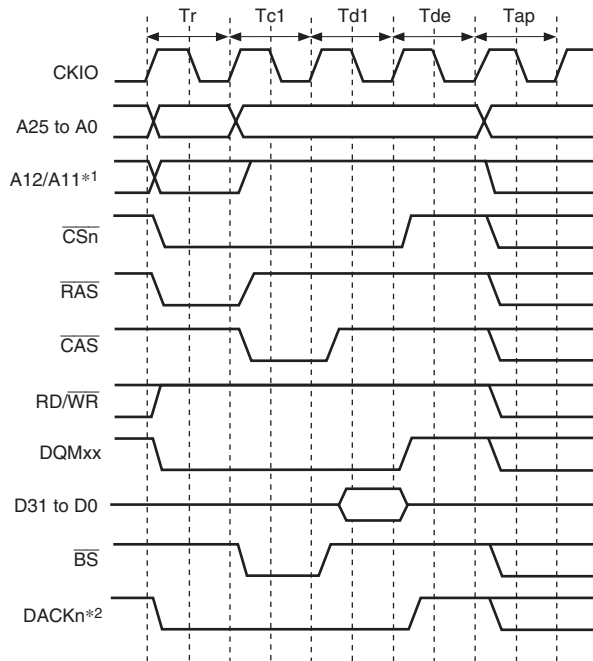 Tr Tc1 Td1 Tde Tap
CKIO
A25 to A0
A12/A11*1
CSn
RAS
CAS
RD/WR
DQMxx
D31 to D0
BS
DACKn*2